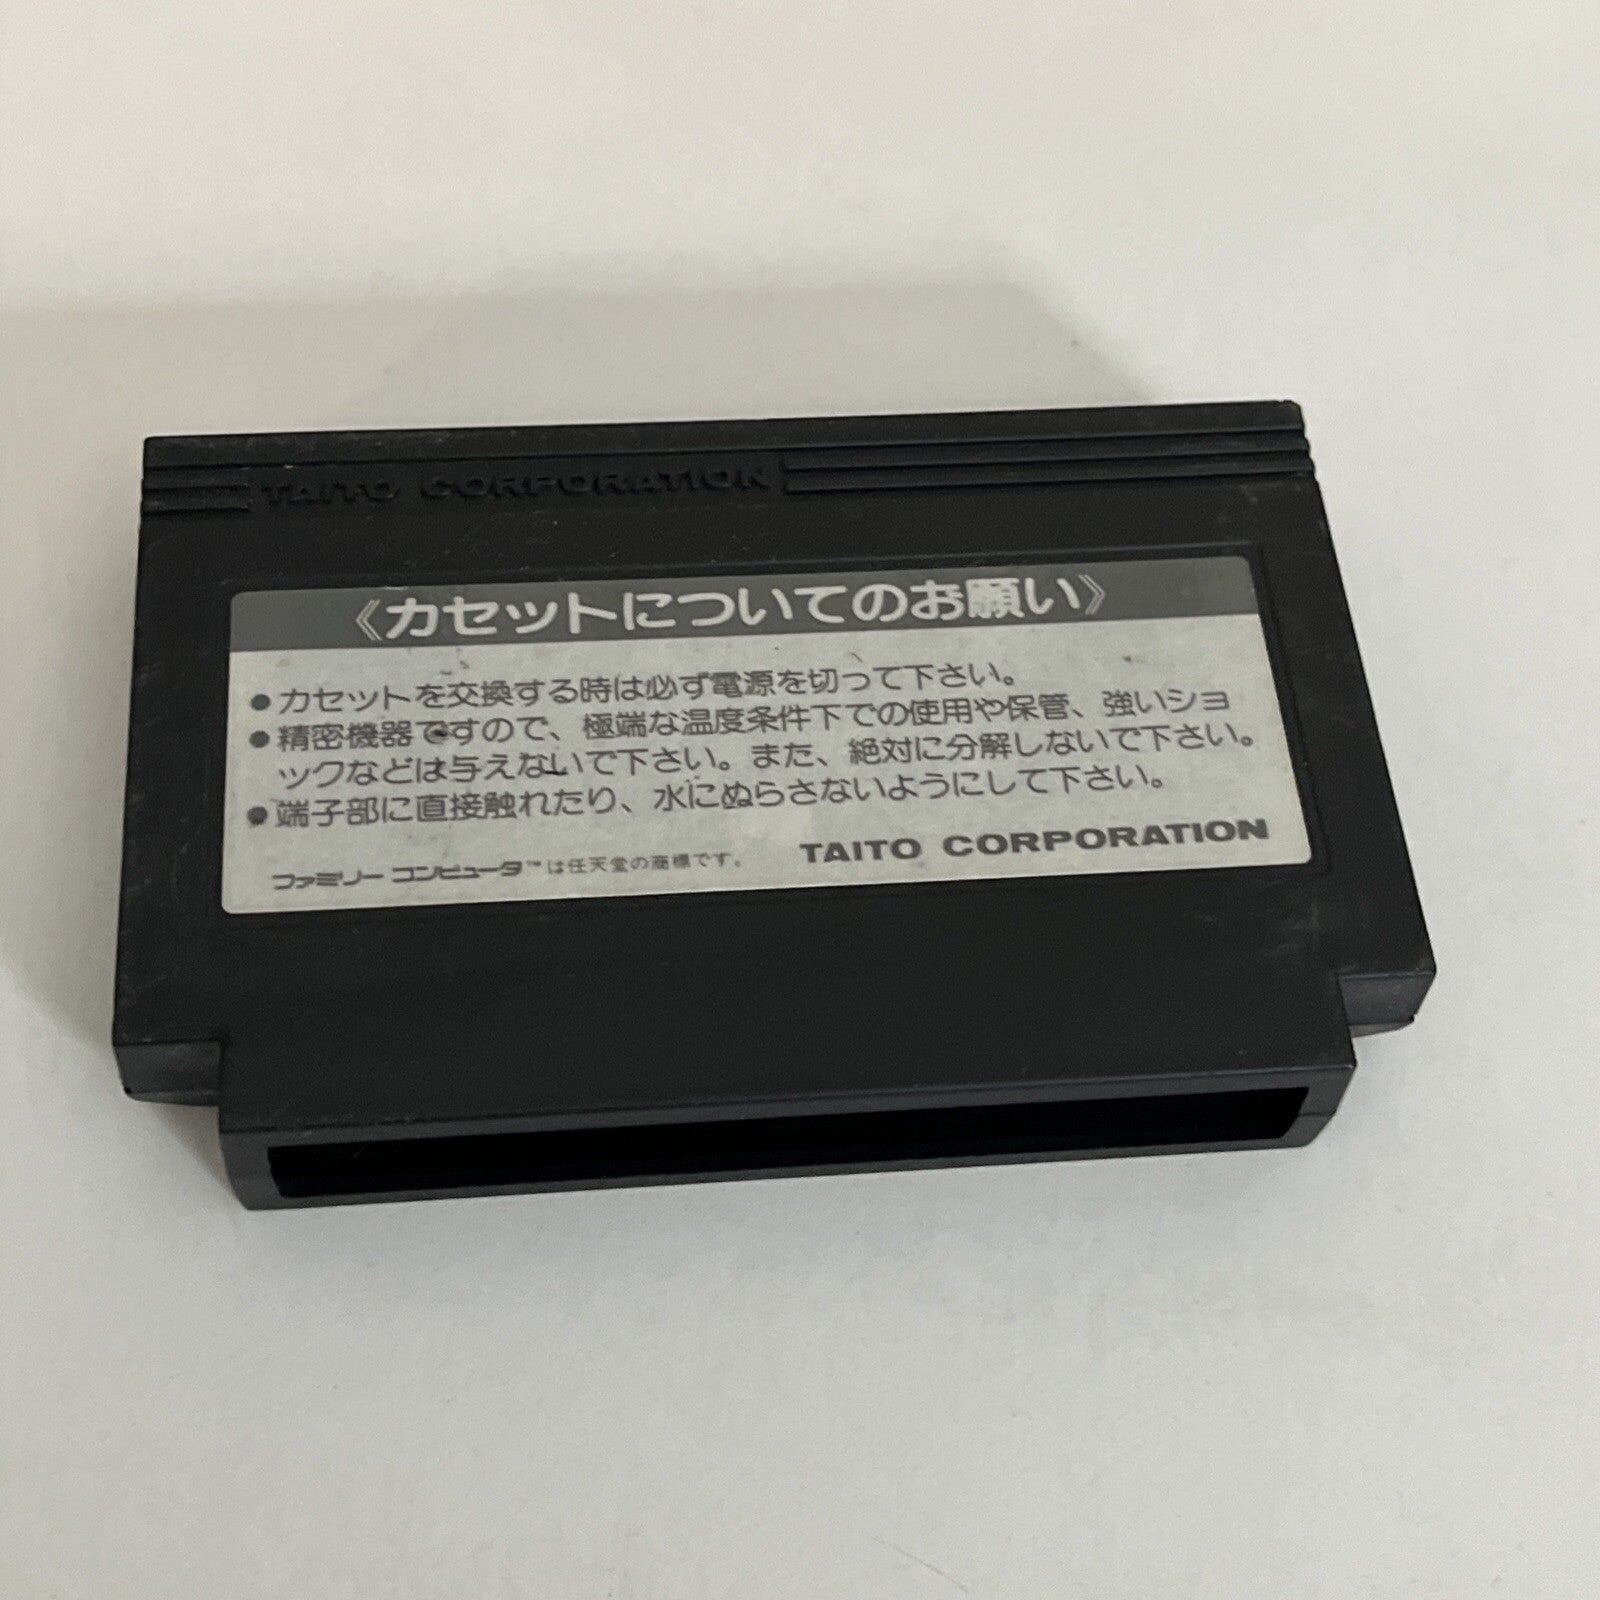 TAITO CORPORATION
《カセットについてのお願い》
●カセットを交換する時は必ず電源を切って下さい。
●精密機器ですので、極端な温度条件下での使用や保管、強いショ
ックなどは与えないで下さい。また、絶対に分解しないで下さい。
●端子部に直接触れたり、水にぬらさないようにして下さい。
ファミリーコンピュータ™は任天堂の商標です。 TAITO CORPORATION